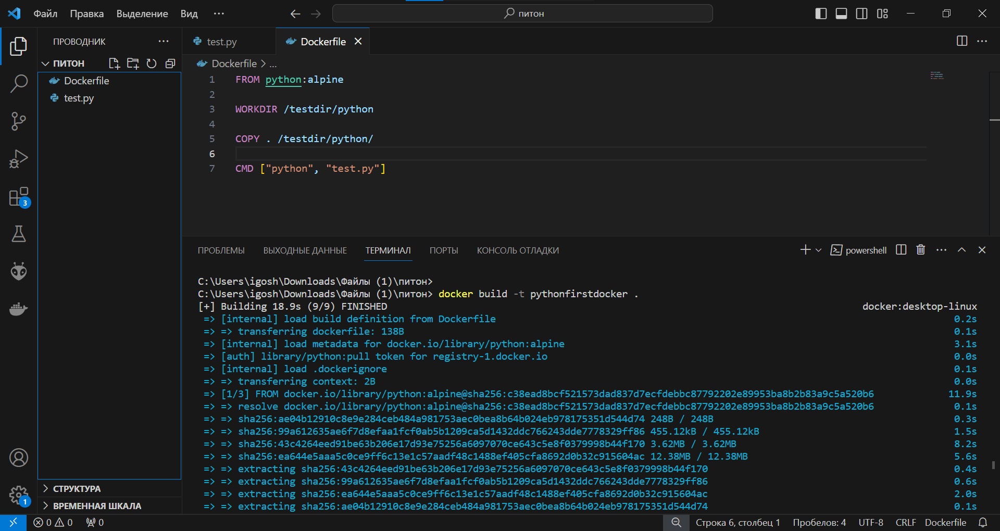 Файл Правка Выделение Вид ··· питон
ПРОВОДНИК ···
test.py Dockerfile
ПИТОН
Dockerfile
test.py
3
СТРУКТУРА
ВРЕМЕННАЯ ШКАЛА
1
Dockerfile > ...
1 FROM python:alpine
2
3 WORKDIR /testdir/python
4
5 COPY . /testdir/python/
6
7 CMD ["python", "test.py"]
ПРОБЛЕМЫ ВЫХОДНЫЕ ДАННЫЕ ТЕРМИНАЛ ПОРТЫ КОНСОЛЬ ОТЛАДКИ powershell
C:\Users\igosh\Downloads\Файлы (1)\питон>
C:\Users\igosh\Downloads\Файлы (1)\питон> docker build -t pythonfirstdocker .
[+] Building 18.9s (9/9) FINISHED docker:desktop-linux
=> [internal] load build definition from Dockerfile 0.2s
=> => transferring dockerfile: 138B 0.1s
=> [internal] load metadata for docker.io/library/python:alpine 3.1s
=> [auth] library/python:pull token for registry-1.docker.io 0.0s
=> [internal] load .dockerignore 0.1s
=> => transferring context: 2B 0.0s
=> [1/3] FROM docker.io/library/python:alpine@sha256:c38ead8bcf521573dad837d7ecfdebbc87792202e89953ba8b2b83a9c5a520b6 11.9s
=> => resolve docker.io/library/python:alpine@sha256:c38ead8bcf521573dad837d7ecfdebbc87792202e89953ba8b2b83a9c5a520b6 0.1s
=> => sha256:ae04b12910c8e9e284ceb484a981753aec0bea8b64b024eb978175351d544d74 248B / 248B 0.3s
=> => sha256:99a612635ae6f7d8efaa1fcf0ab5b1209ca5d1432ddc766243dde7778329ff86 455.12kB / 455.12kB 1.5s
=> => sha256:43c4264eed91be63b206e17d93e75256a6097070ce643c5e8f0379998b44f170 3.62MB / 3.62MB 8.2s
=> => sha256:ea644e5aaa5c0ce9ff6c13e1c57aadf48c1488ef405cfa8692d0b32c915604ac 12.38MB / 12.38MB 5.6s
=> => extracting sha256:43c4264eed91be63b206e17d93e75256a6097070ce643c5e8f0379998b44f170 0.4s
=> => extracting sha256:99a612635ae6f7d8efaa1fcf0ab5b1209ca5d1432ddc766243dde7778329ff86 0.6s
=> => extracting sha256:ea644e5aaa5c0ce9ff6c13e1c57aadf48c1488ef405cfa8692d0b32c915604ac 2.0s
=> => extracting sha256:ae04b12910c8e9e284ceb484a981753aec0bea8b64b024eb978175351d544d74 0.1s
0 0 0 Строка 6, столбец 1 Пробелов: 4 UTF-8 CRLF Dockerfile